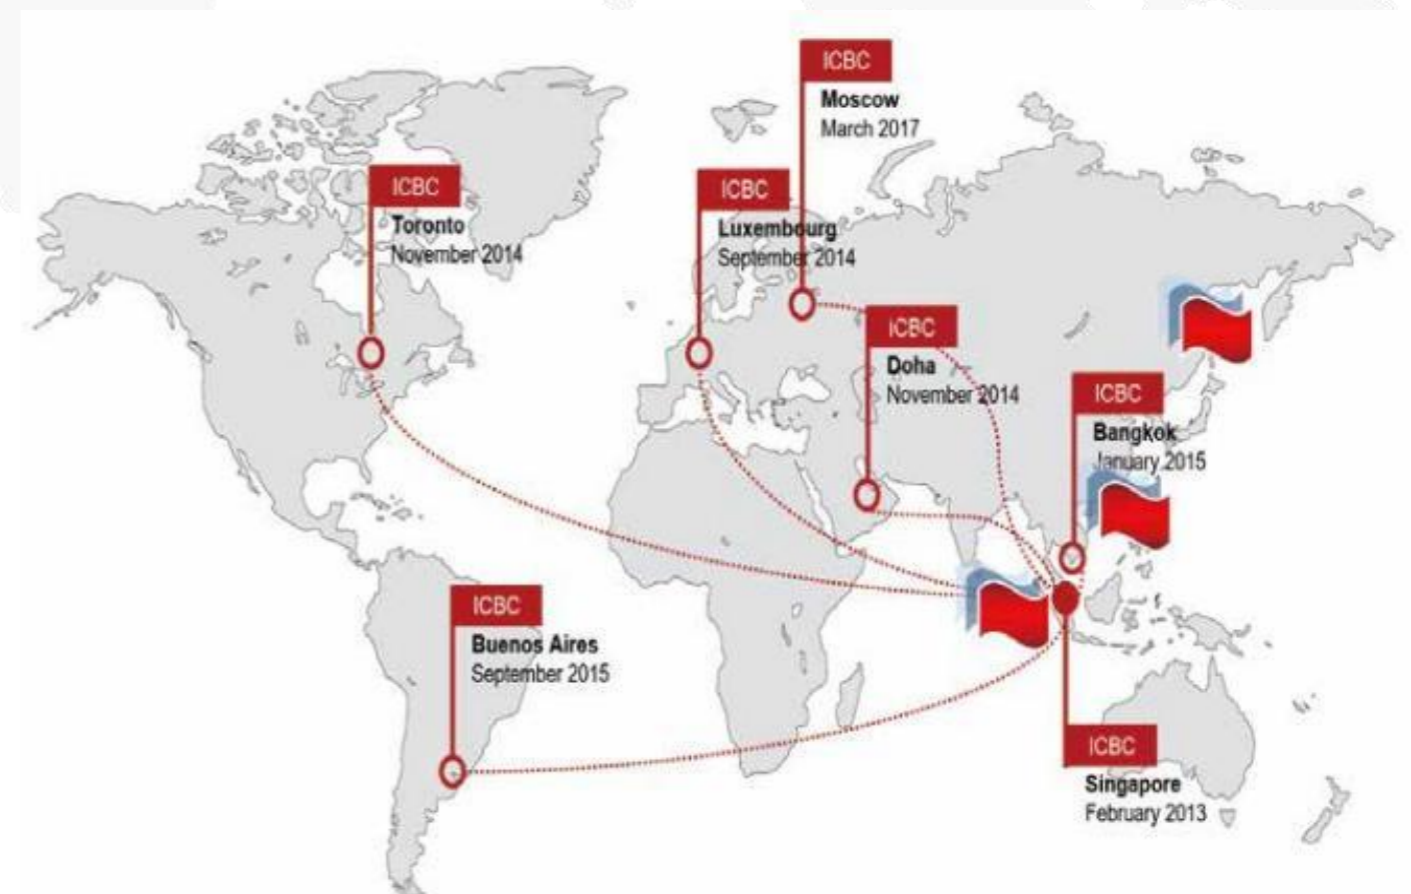 ICBC
Moscow
March 2017
ICBC
Toronto
November 2014
ICBC
Luxembourg
September 2014
ICBC
Doha
November 2014
ICBC
Bangkok
January 2015
ICBC
Buenos Aires
September 2015
ICBC
Singapore
February 2013